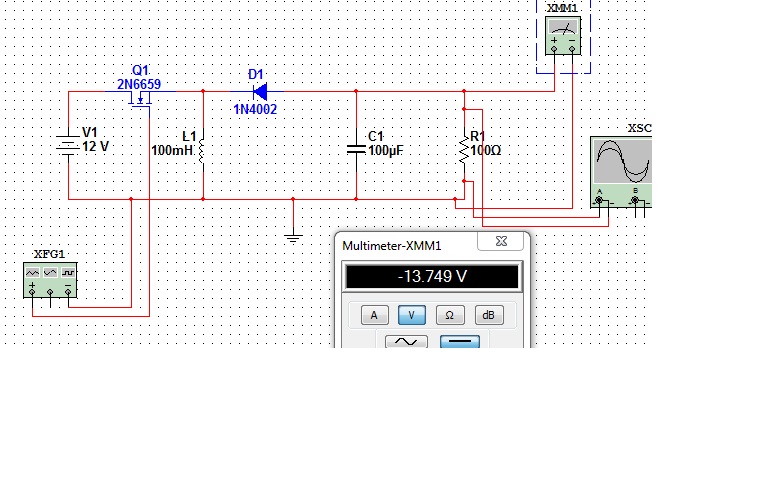 XMM1
+ −
Q1
2N6659
D1
1N4002
V1
12 V
L1
100mH
C1
100µF
R1
100Ω
XSC
A B
XFG1
+ −
Multimeter-XMM1
-13.749 V
A V Ω dB